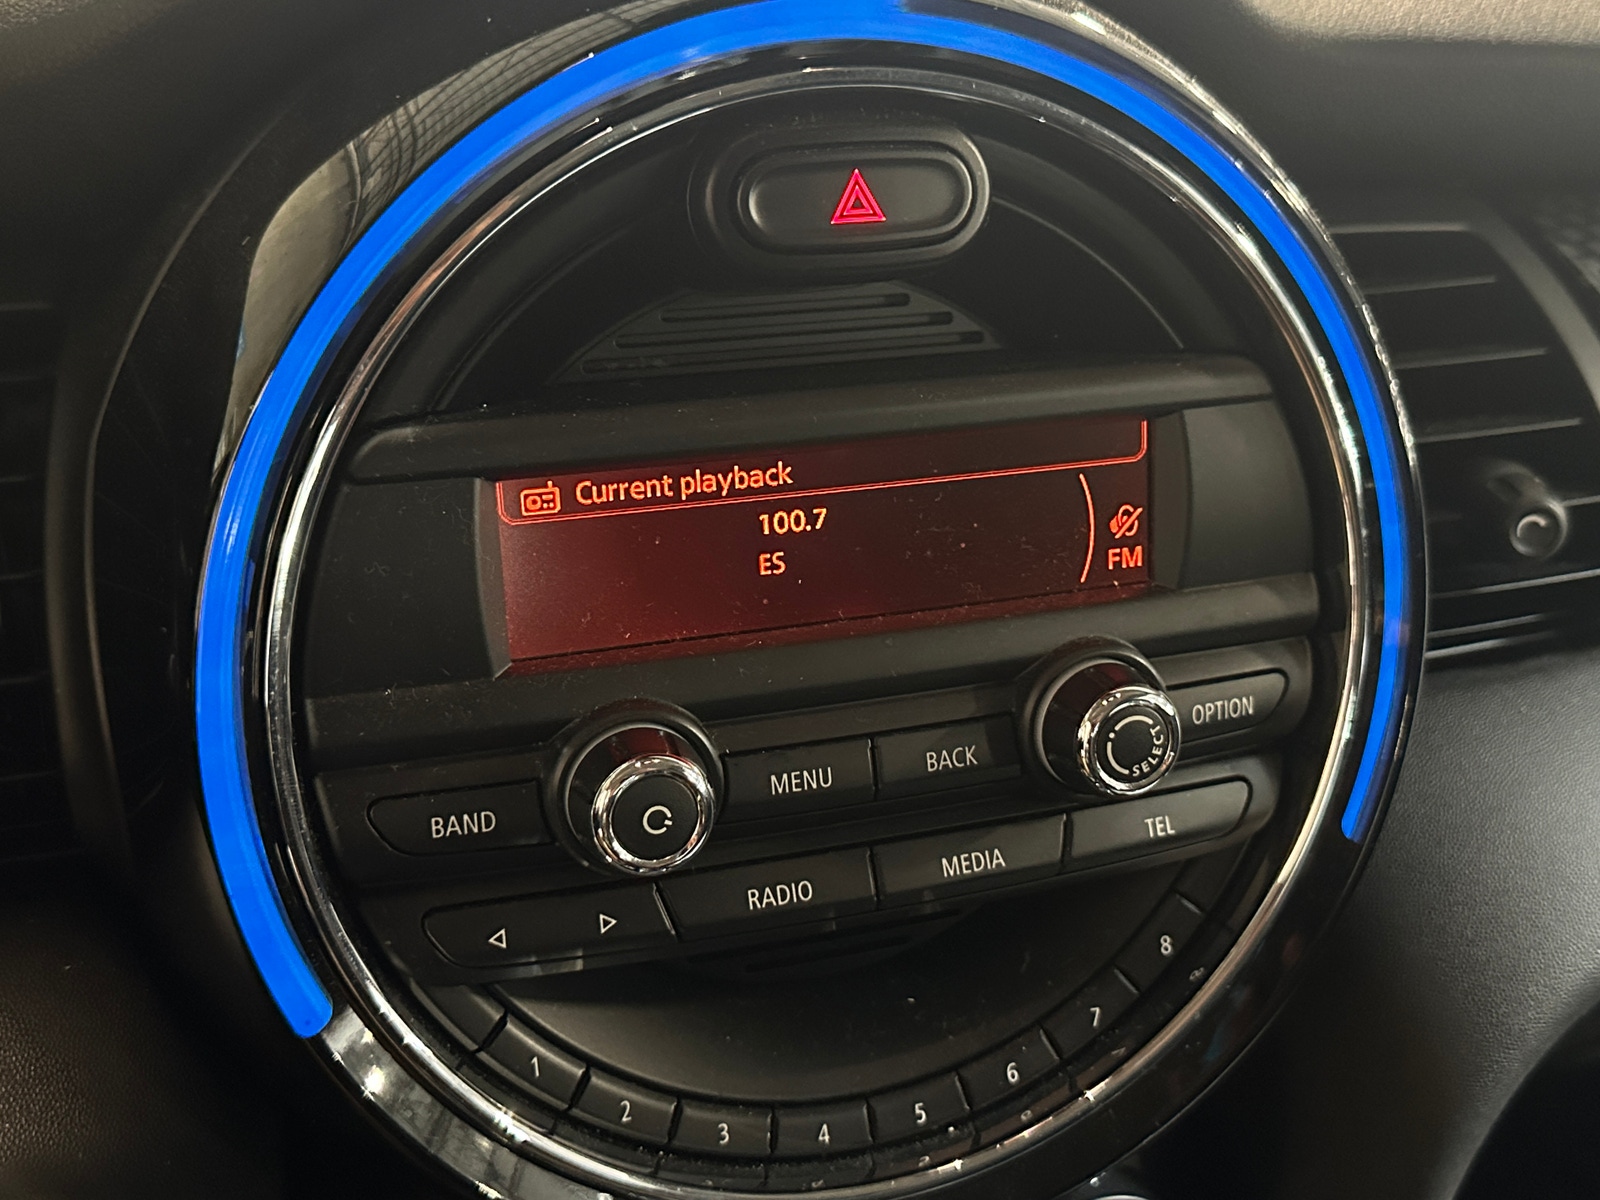 Current playback
100.7
ES
FM
OPTION
SELECT
BACK
MENU
BAND
TEL
MEDIA
RADIO
1
2
3
4
5
6
7
8